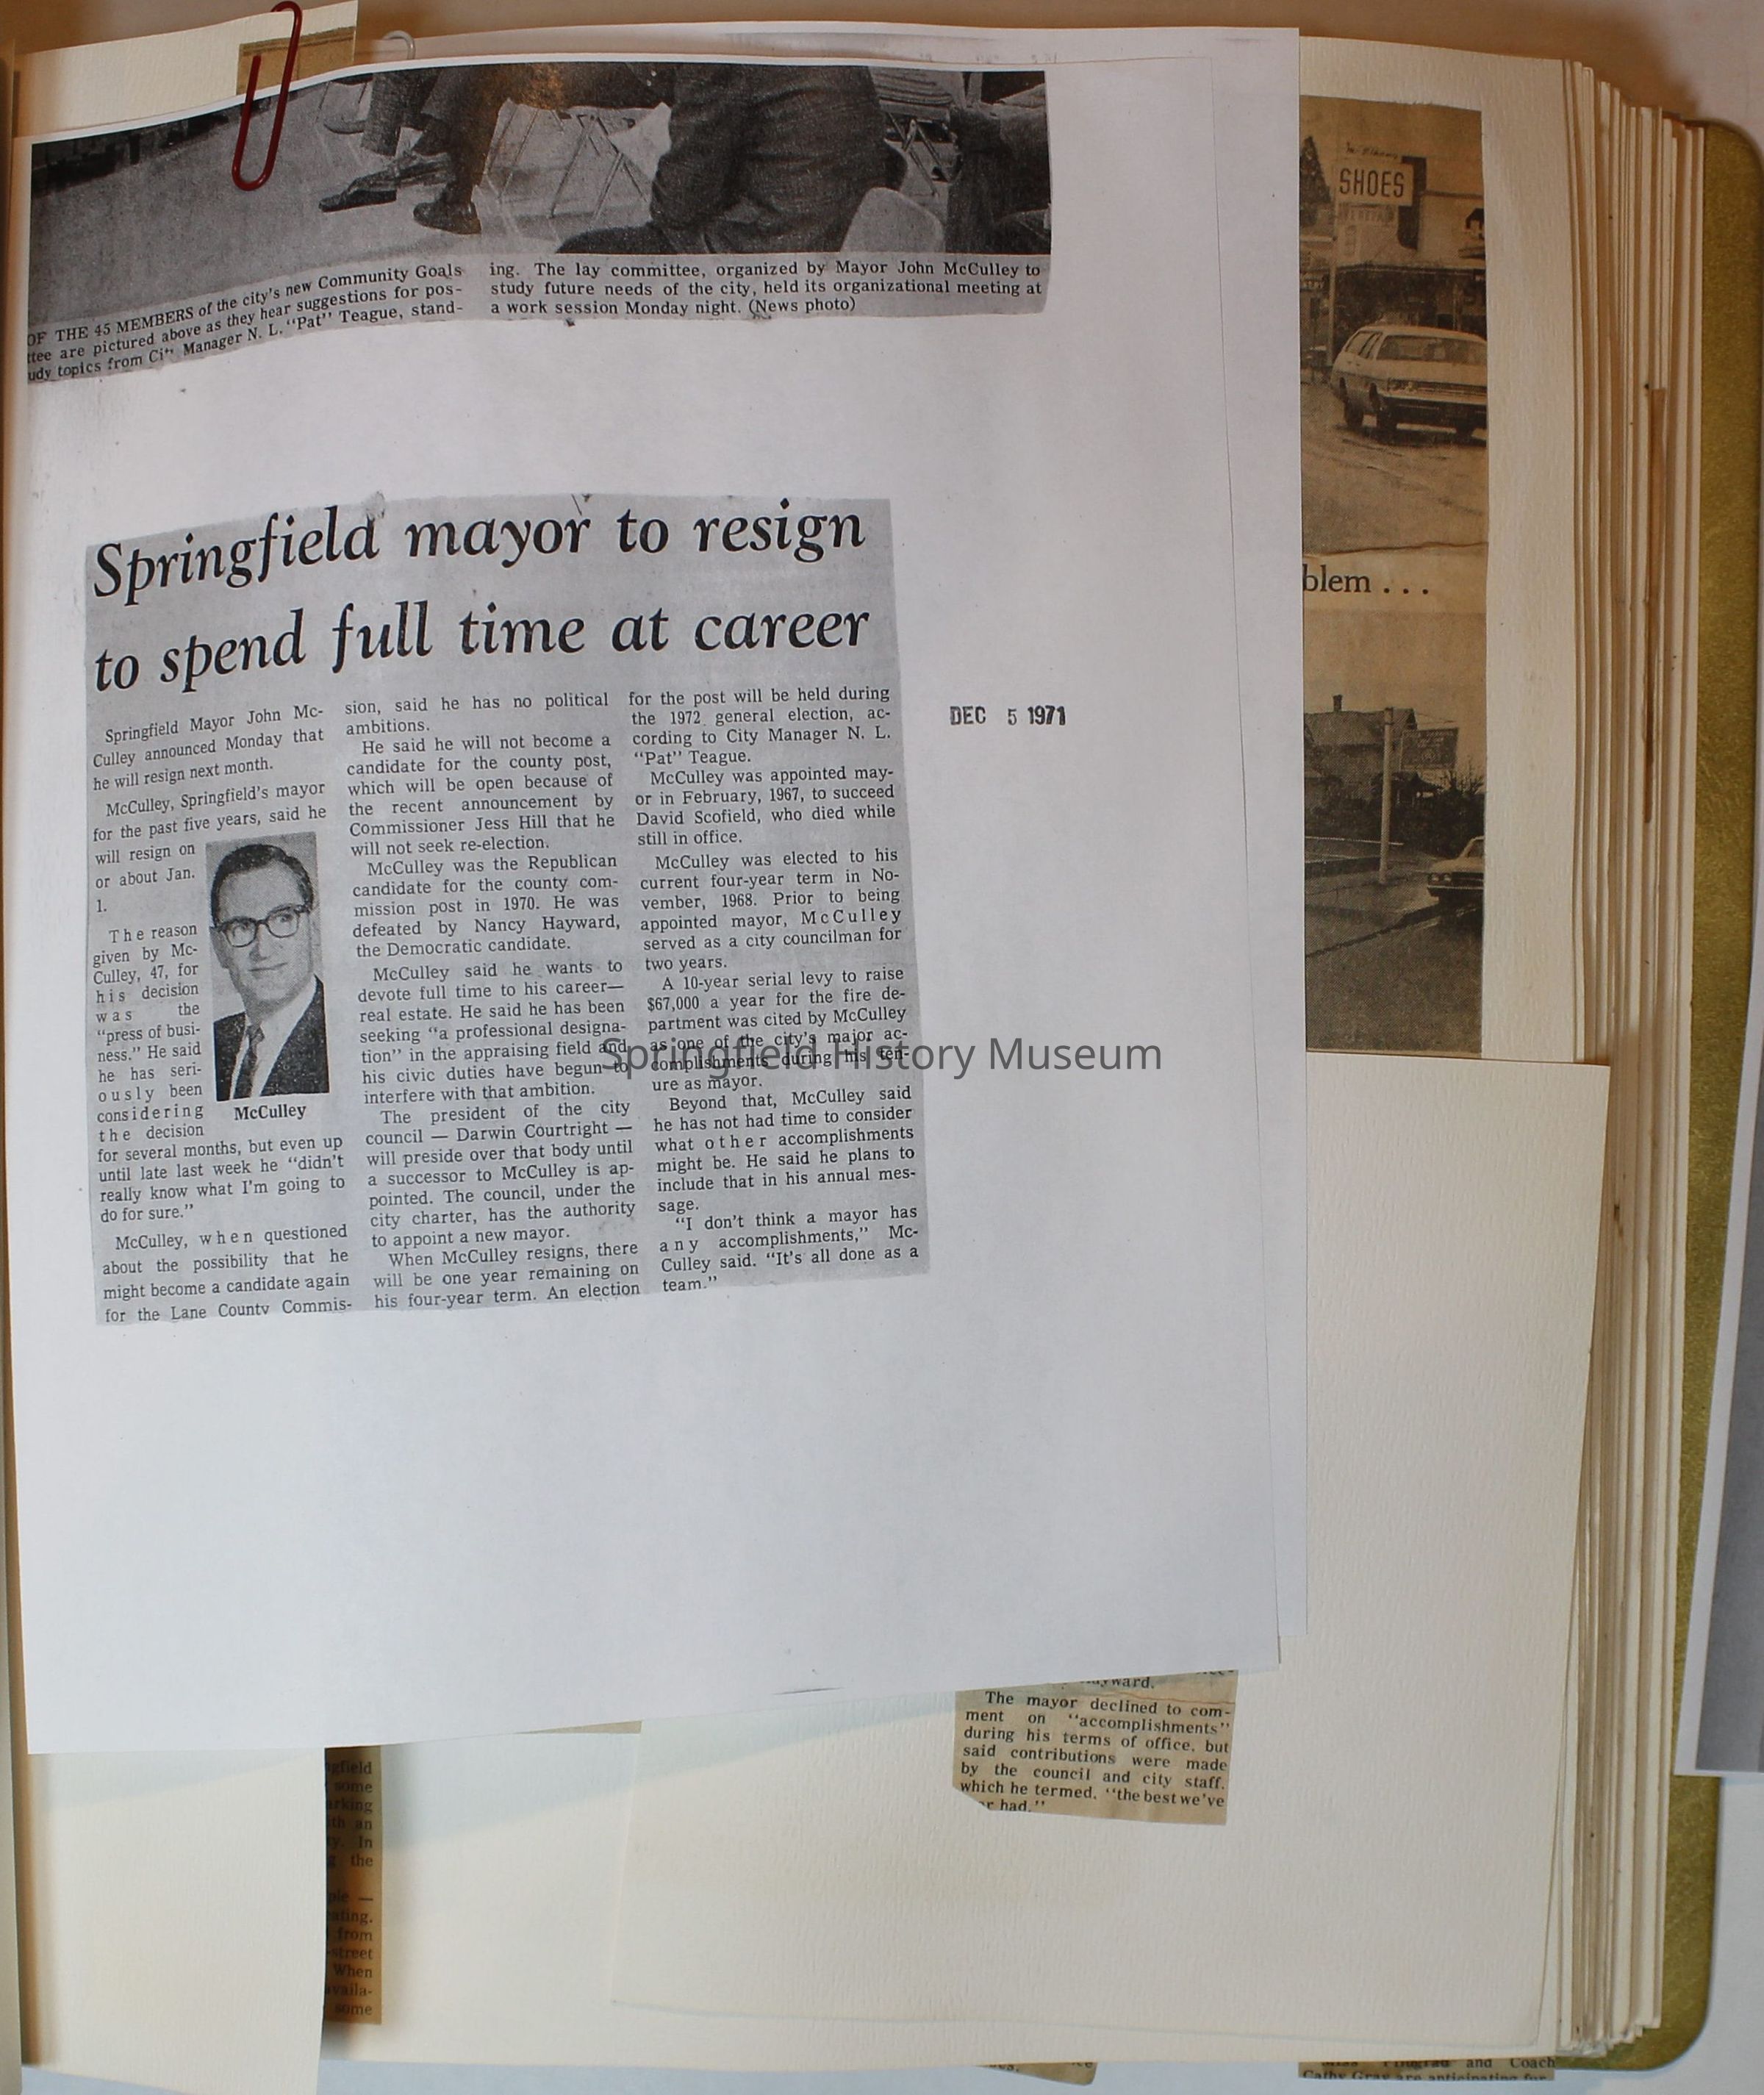 OF THE 45 MEMBERS of the city's new Community Goals
ttee are pictured above as they hear suggestions for pos-
udy topics from City Manager N. L. "Pat" Teague, stand-
ing. The lay committee, organized by Mayor John McCulley to
study future needs of the city, held its organizational meeting at
a work session Monday night. (News photo)
Springfield mayor to resign
to spend full time at career
Springfield Mayor John Mc-
Culley announced Monday that
he will resign next month.
McCulley, Springfield's mayor
for the past five years, said he
will resign on
or about Jan.
1.
The reason
given by Mc-
Culley, 47, for
his decision
was the
"press of busi-
ness." He said
he has seri-
ously been
considering
the decision
McCulley
for several months, but even up
until late last week he "didn't
really know what I'm going to
do for sure."
McCulley, when questioned
about the possibility that he
might become a candidate again
for the Lane County Commis-
sion, said he has no political
ambitions.
He said he will not become a
candidate for the county post,
which will be open because of
the recent announcement by
Commissioner Jess Hill that he
will not seek re-election.
McCulley was the Republican
candidate for the county com-
mission post in 1970. He was
defeated by Nancy Hayward,
the Democratic candidate.
McCulley said he wants to
devote full time to his career—
real estate. He said he has been
seeking "a professional designa-
tion" in the appraising field and
his civic duties have begun to
interfere with that ambition.
The president of the city
council — Darwin Courtright —
will preside over that body until
a successor to McCulley is ap-
pointed. The council, under the
city charter, has the authority
to appoint a new mayor.
When McCulley resigns, there
will be one year remaining on
his four-year term. An election
for the post will be held during
the 1972 general election, ac-
cording to City Manager N. L.
"Pat" Teague.
McCulley was appointed may-
or in February, 1967, to succeed
David Scofield, who died while
still in office.
McCulley was elected to his
current four-year term in No-
vember, 1968. Prior to being
appointed mayor, McCulley
served as a city councilman for
two years.
A 10-year serial levy to raise
$67,000 a year for the fire de-
partment was cited by McCulley
as one of the city's major ac-
complishments during his ten-
ure as mayor.
Beyond that, McCulley said
he has not had time to consider
what other accomplishments
might be. He said he plans to
include that in his annual mes-
sage.
"I don't think a mayor has
any accomplishments," Mc-
Culley said. "It's all done as a
team."
DEC 5 1971
Springfield History Museum
SHOES
blem . . .
ayward.
The mayor declined to com-
ment on "accomplishments"
during his terms of office, but
said contributions were made
by the council and city staff,
which he termed, "the best we've
er had."
ngfield
some
arking
ith an
ty. In
the
ple —
ating.
from
-street
When
availa-
some
and Coach
Cathy Gray are anticipating for